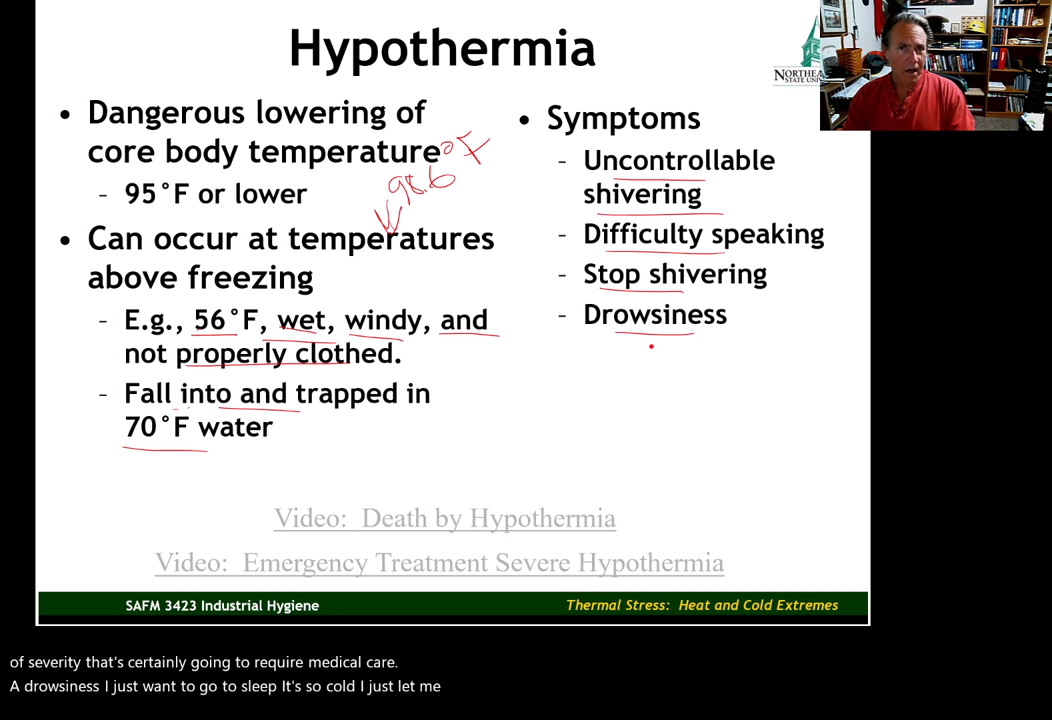 Hypothermia
NORTHEA
STATE UNIV
• Dangerous lowering of
core body temperature
°F
98.6
- 95°F or lower
• Can occur at temperatures
above freezing
- E.g., 56°F, wet, windy, and
not properly clothed.
- Fall into and trapped in
70°F water
• Symptoms
- Uncontrollable
shivering
- Difficulty speaking
- Stop shivering
- Drowsiness
Video: Death by Hypothermia
Video: Emergency Treatment Severe Hypothermia
SAFM 3423 Industrial Hygiene
Thermal Stress: Heat and Cold Extremes
of severity that's certainly going to require medical care.
A drowsiness I just want to go to sleep It's so cold I just let me